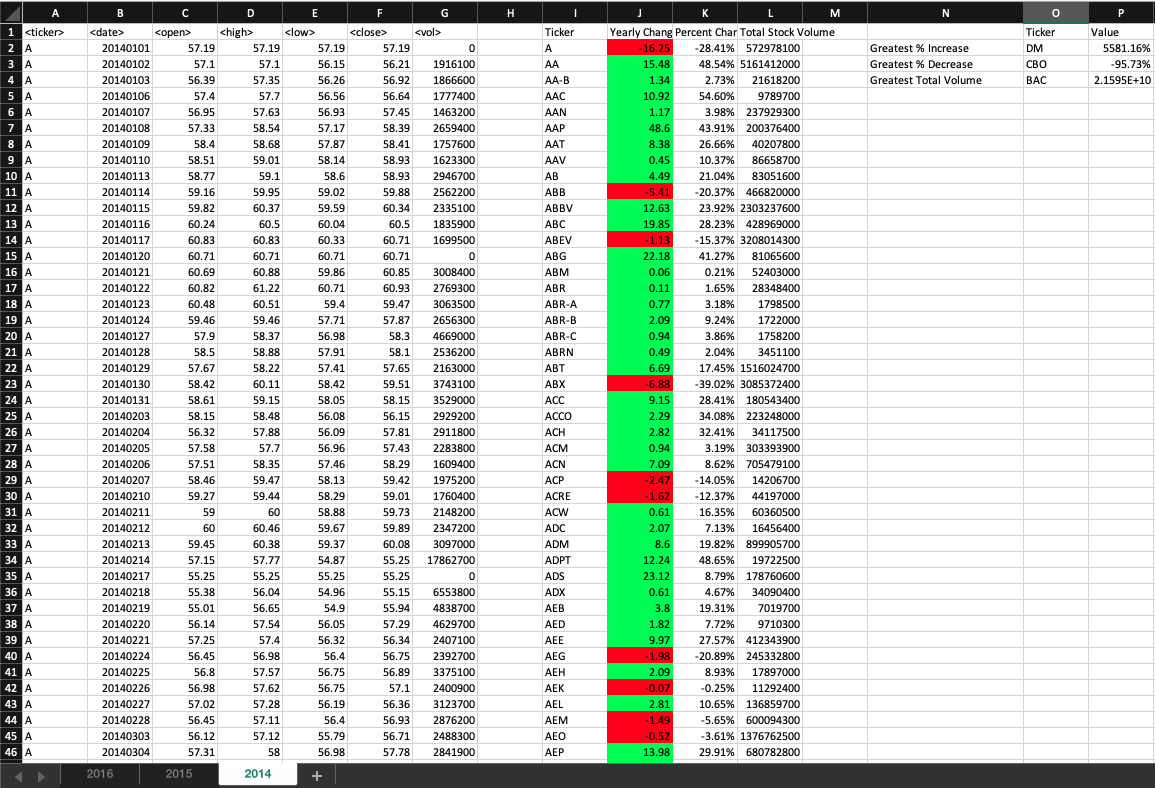 A B C D E F G H I J K L M N O P
1 <ticker> <date> <open> <high> <low> <close> <vol> Ticker Yearly Chang Percent Char Total Stock Volume Ticker Value
2 A 20140101 57.19 57.19 57.19 57.19 0 A -16.25 -28.41% 572978100 Greatest % Increase DM 5581.16%
3 A 20140102 57.1 57.1 56.15 56.21 1916100 AA 15.48 48.54% 5161412000 Greatest % Decrease CBO -95.73%
4 A 20140103 56.39 57.35 56.26 56.92 1866600 AA-B 1.34 2.73% 21618200 Greatest Total Volume BAC 2.1595E+10
5 A 20140106 57.4 57.7 56.56 56.64 1777400 AAC 10.92 54.60% 9789700
6 A 20140107 56.95 57.63 56.93 57.45 1463200 AAN 1.17 3.98% 237929300
7 A 20140108 57.33 58.54 57.17 58.39 2659400 AAP 48.6 43.91% 200376400
8 A 20140109 58.4 58.68 57.87 58.41 1757600 AAT 8.38 26.66% 40207800
9 A 20140110 58.51 59.01 58.14 58.93 1623300 AAV 0.45 10.37% 86658700
10 A 20140113 58.77 59.1 58.6 58.93 2946700 AB 4.49 21.04% 83051600
11 A 20140114 59.16 59.95 59.02 59.88 2562200 ABB -5.41 -20.37% 466820000
12 A 20140115 59.82 60.37 59.59 60.34 2335100 ABBV 12.63 23.92% 2303237600
13 A 20140116 60.24 60.5 60.04 60.5 1835900 ABC 19.85 28.23% 428969000
14 A 20140117 60.83 60.83 60.33 60.71 1699500 ABEV -1.13 -15.37% 3208014300
15 A 20140120 60.71 60.71 60.71 60.71 0 ABG 22.18 41.27% 81065600
16 A 20140121 60.69 60.88 59.86 60.85 3008400 ABM 0.06 0.21% 52403000
17 A 20140122 60.82 61.22 60.71 60.93 2769300 ABR 0.11 1.65% 28348400
18 A 20140123 60.48 60.51 59.4 59.47 3063500 ABR-A 0.77 3.18% 1798500
19 A 20140124 59.46 59.46 57.71 57.87 2656300 ABR-B 2.09 9.24% 1722000
20 A 20140127 57.9 58.37 56.98 58.3 4669000 ABR-C 0.94 3.86% 1758200
21 A 20140128 58.5 58.88 57.91 58.1 2536200 ABRN 0.49 2.04% 3451100
22 A 20140129 57.67 58.22 57.41 57.65 2163000 ABT 6.69 17.45% 1516024700
23 A 20140130 58.42 60.11 58.42 59.51 3743100 ABX -6.88 -39.02% 3085372400
24 A 20140131 58.61 59.15 58.05 58.15 3529000 ACC 9.15 28.41% 180543400
25 A 20140203 58.15 58.48 56.08 56.15 2929200 ACCO 2.29 34.08% 223248000
26 A 20140204 56.32 57.88 56.09 57.81 2911800 ACH 2.82 32.41% 34117500
27 A 20140205 57.58 57.7 56.96 57.43 2283800 ACM 0.94 3.19% 303393900
28 A 20140206 57.51 58.35 57.46 58.29 1609400 ACN 7.09 8.62% 705479100
29 A 20140207 58.46 59.47 58.13 59.42 1975200 ACP -2.47 -14.05% 14206700
30 A 20140210 59.27 59.44 58.29 59.01 1760400 ACRE -1.62 -12.37% 44197000
31 A 20140211 59 60 58.88 59.73 2148200 ACW 0.61 16.35% 60360500
32 A 20140212 60 60.46 59.67 59.89 2347200 ADC 2.07 7.13% 16456400
33 A 20140213 59.45 60.38 59.37 60.08 3097000 ADM 8.6 19.82% 899905700
34 A 20140214 57.15 57.77 54.87 55.25 17862700 ADPT 12.24 48.65% 19722500
35 A 20140217 55.25 55.25 55.25 55.25 0 ADS 23.12 8.79% 178760600
36 A 20140218 55.38 56.04 54.96 55.15 6553800 ADX 0.61 4.67% 34090400
37 A 20140219 55.01 56.65 54.9 55.94 4838700 AEB 3.8 19.31% 7019700
38 A 20140220 56.14 57.54 56.05 57.29 4629700 AED 1.82 7.72% 9710300
39 A 20140221 57.25 57.4 56.32 56.34 2407100 AEE 9.97 27.57% 412343900
40 A 20140224 56.45 56.98 56.4 56.75 2392700 AEG -1.98 -20.89% 245332800
41 A 20140225 56.8 57.57 56.75 56.89 3375100 AEH 2.09 8.93% 17897000
42 A 20140226 56.98 57.62 56.75 57.1 2400900 AEK -0.07 -0.25% 11292400
43 A 20140227 57.02 57.28 56.19 56.36 3123700 AEL 2.81 10.65% 136859700
44 A 20140228 56.45 57.11 56.4 56.93 2876200 AEM -1.49 -5.65% 600094300
45 A 20140303 56.12 57.12 55.79 56.71 2488300 AEO -0.52 -3.61% 1376762500
46 A 20140304 57.31 58 56.98 57.78 2841900 AEP 13.98 29.91% 680782800
2016 2015 2014 +